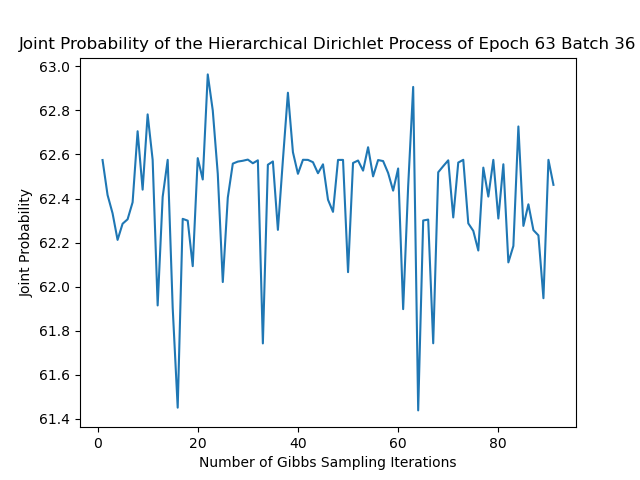 Joint Probability of the Hierarchical Dirichlet Process of Epoch 63 Batch 36
63.0
62.8
62.6
62.4
62.2
62.0
61.8
61.6
61.4
Joint Probability
0 20 40 60 80
Number of Gibbs Sampling Iterations